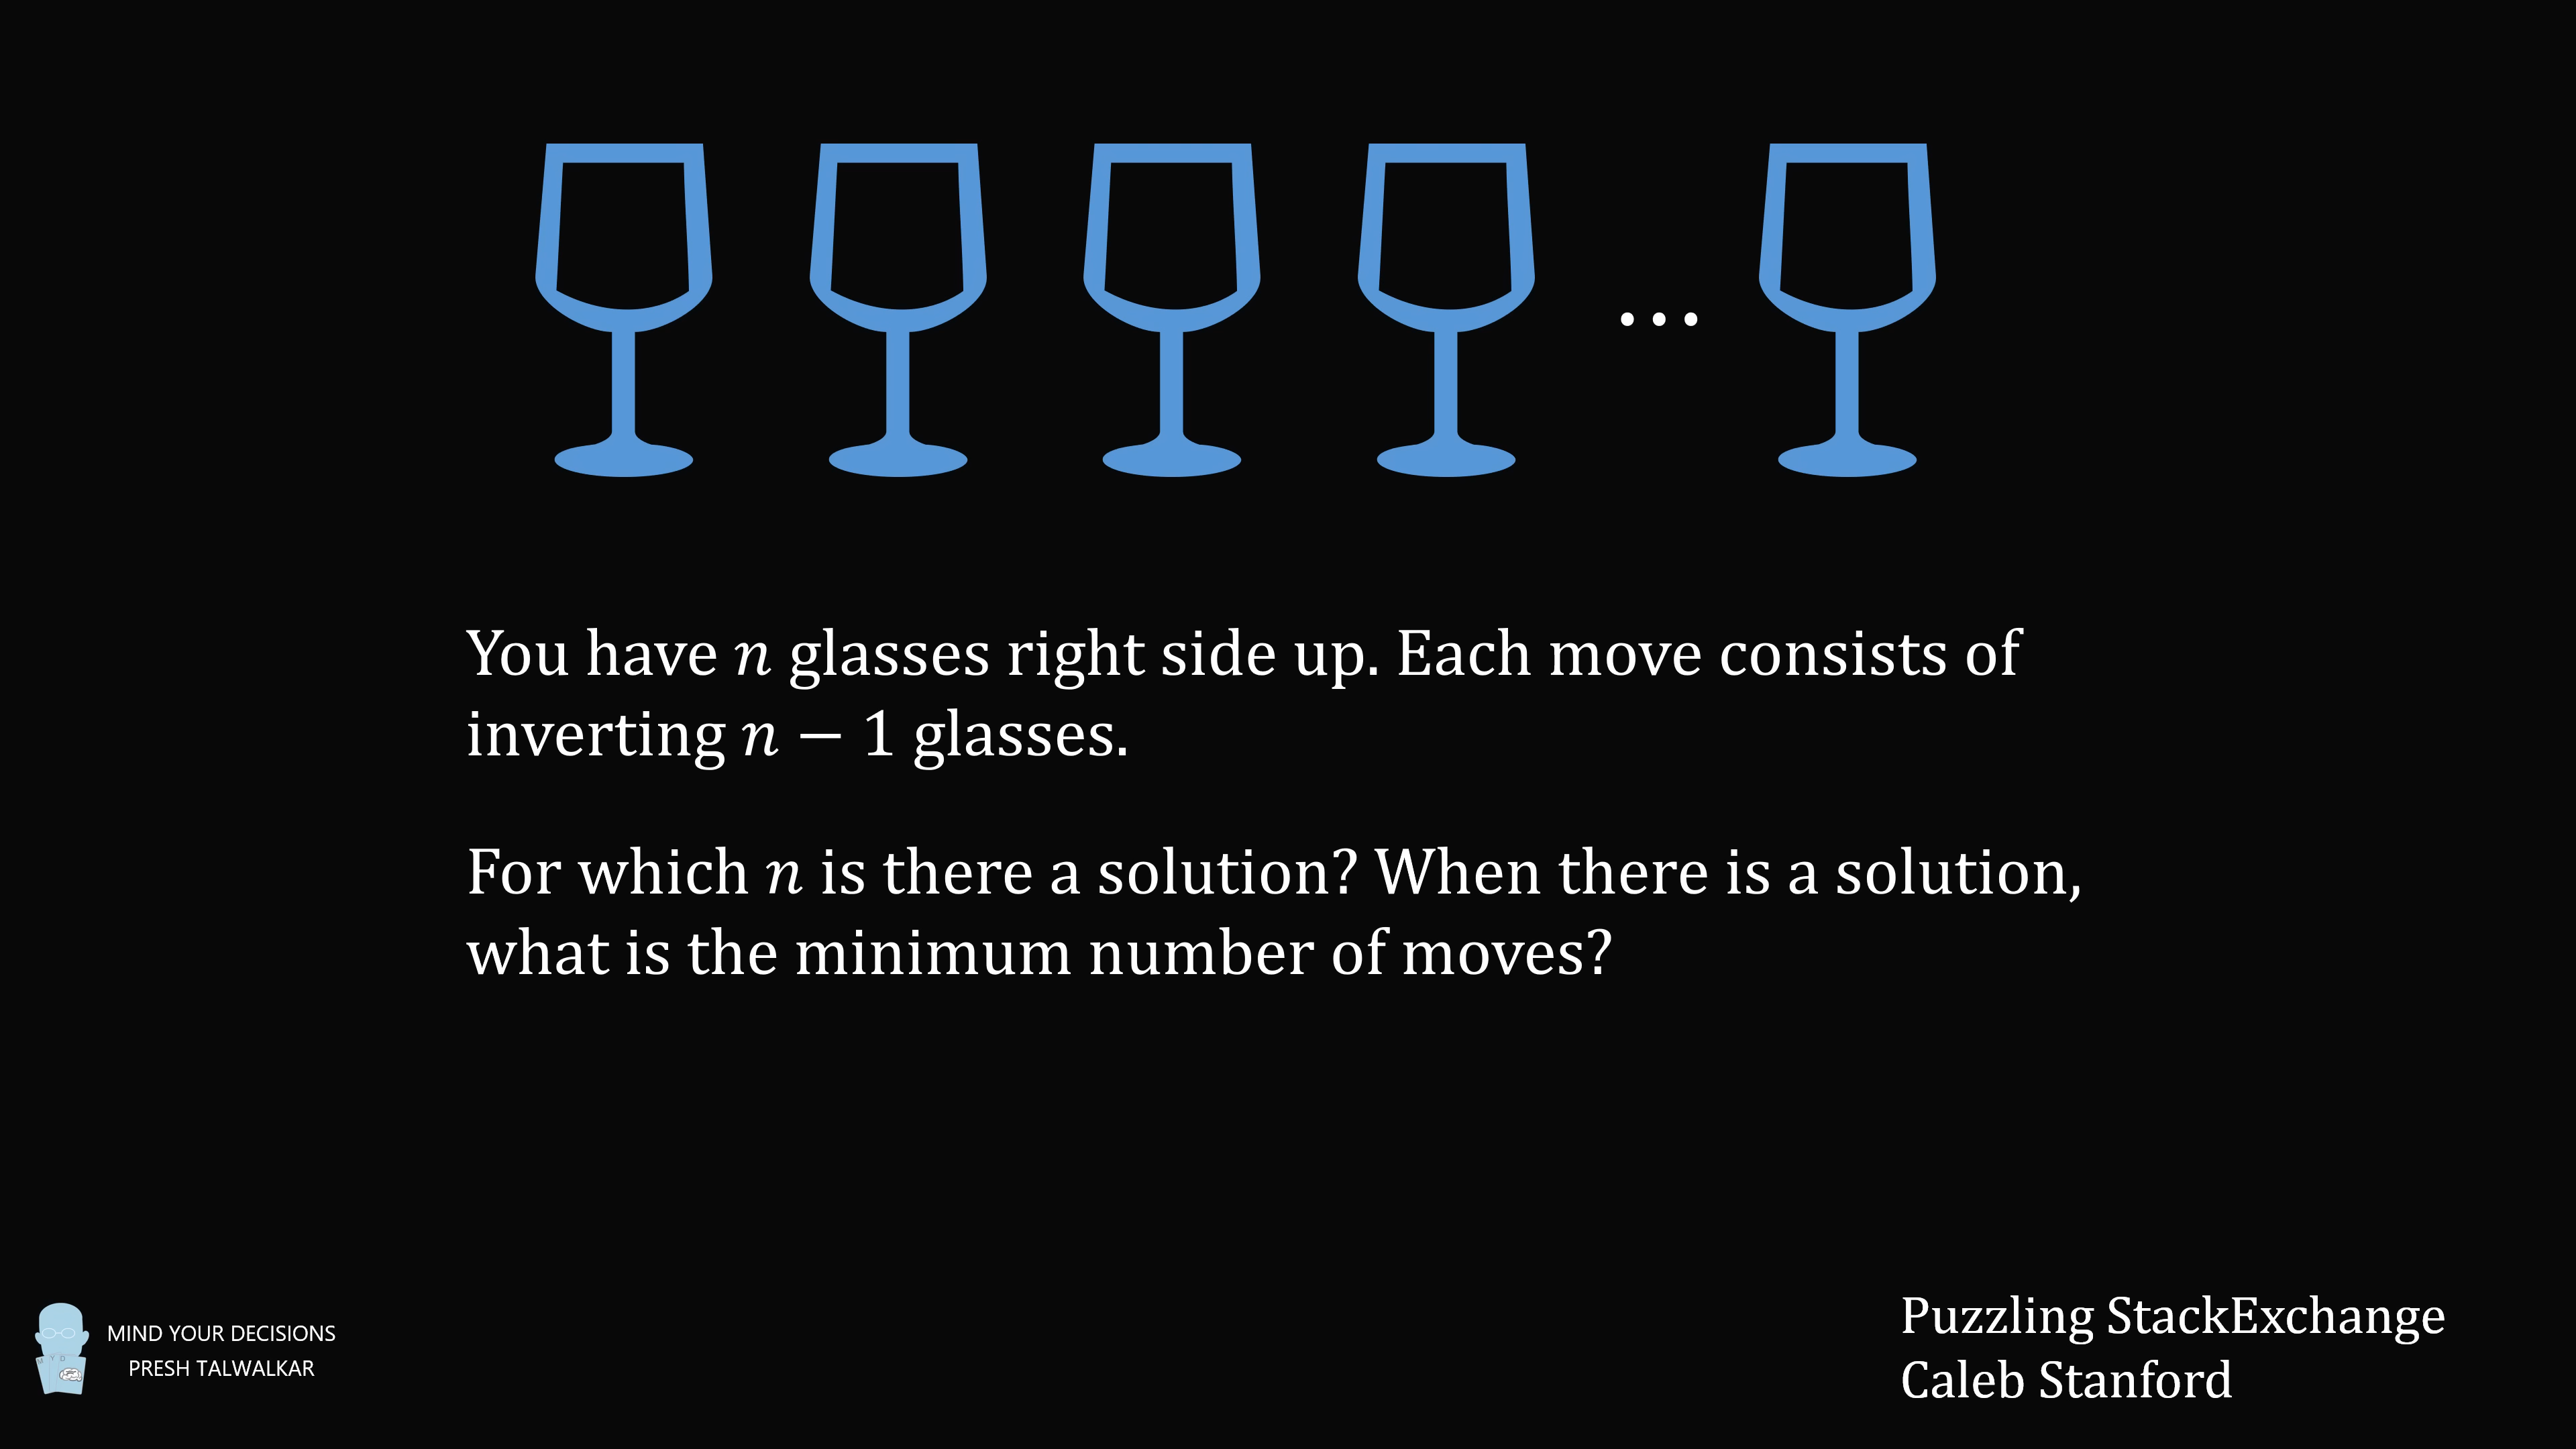 ...
You have n glasses right side up. Each move consists of
inverting n − 1 glasses.
For which n is there a solution? When there is a solution,
what is the minimum number of moves?
MIND YOUR DECISIONS
PRESH TALWALKAR
Puzzling StackExchange
Caleb Stanford